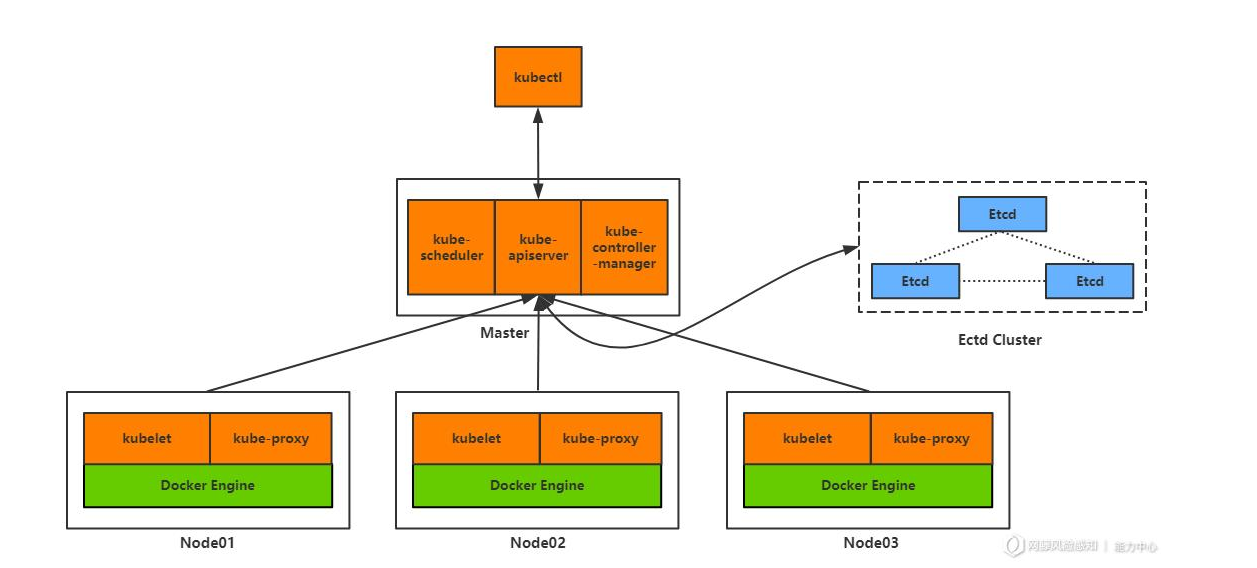 kubectl
kube-
scheduler
kube-
apiserver
kube-
controller
-manager
Master
Etcd
Etcd
Etcd
Ectd Cluster
kubelet
kube-proxy
Docker Engine
Node01
kubelet
kube-proxy
Docker Engine
Node02
kubelet
kube-proxy
Docker Engine
Node03
网藤风险感知 | 能力中心